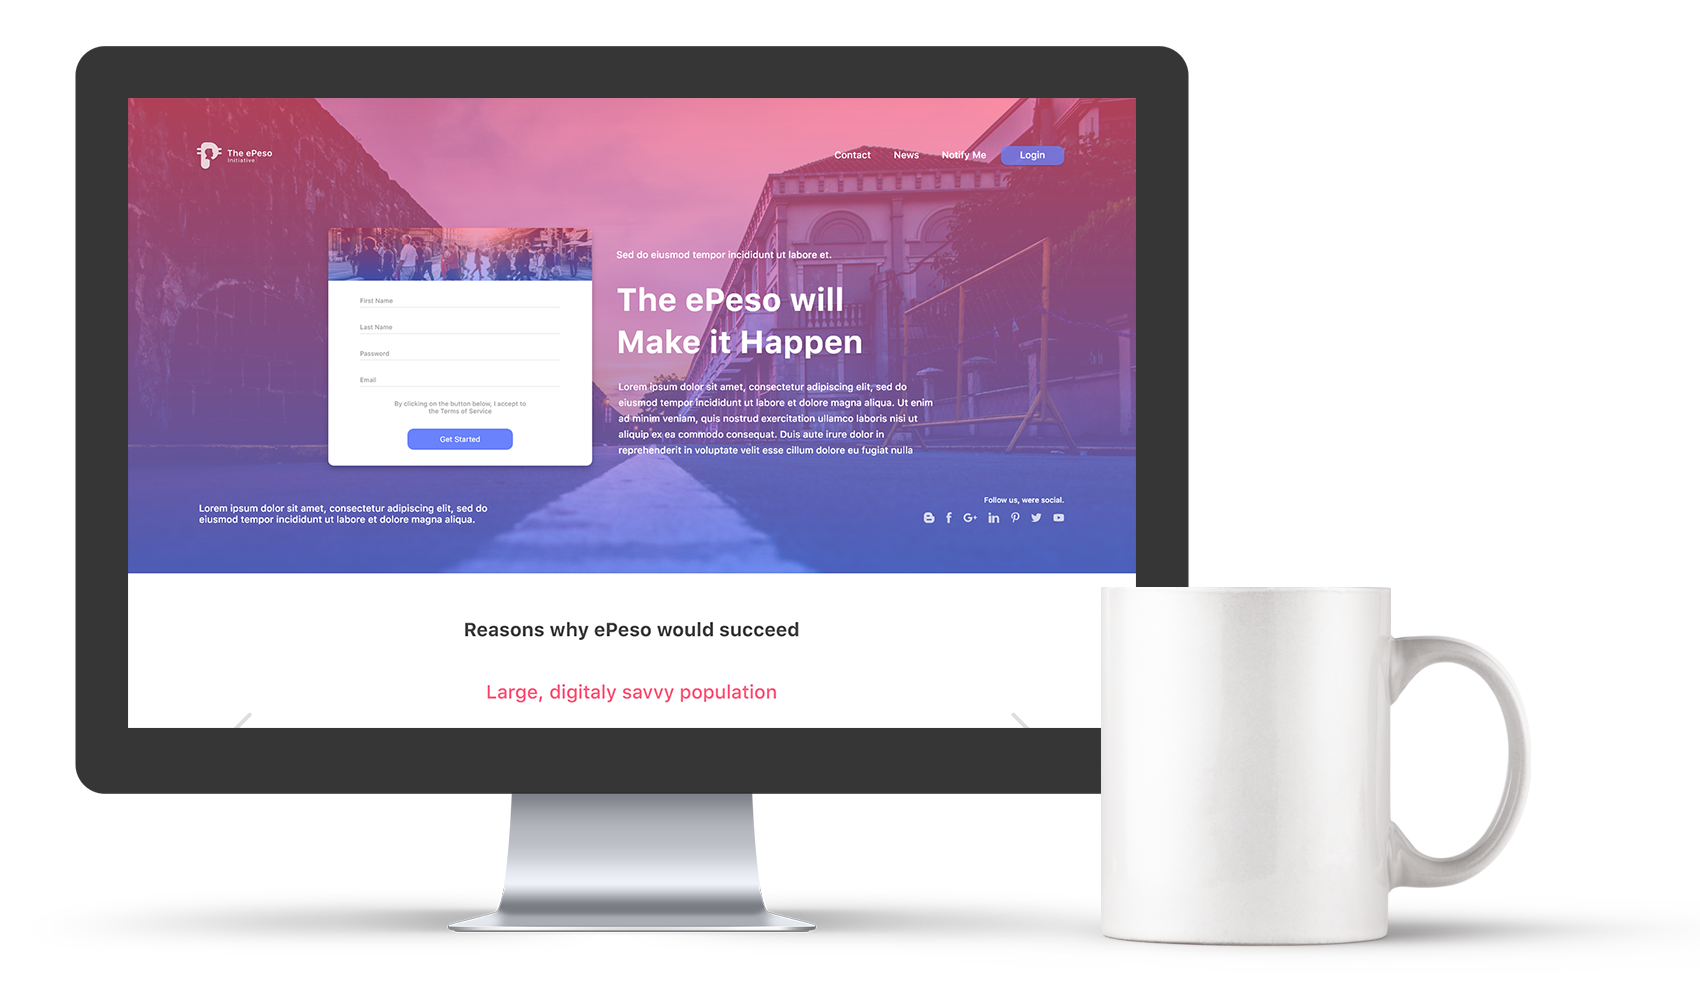 The ePeso
Initiative
Contact
News
Notify Me
Login
First Name
Last Name
Password
Email
By clicking on the button below, I accept to
the Terms of Service
Get Started
Sed do eiusmod tempor incididunt ut labore et.
The ePeso will
Make it Happen
Lorem ipsum dolor sit amet, consectetur adipiscing elit, sed do
eiusmod tempor incididunt ut labore et dolore magna aliqua. Ut enim
ad minim veniam, quis nostrud exercitation ullamco laboris nisi ut
aliquip ex ea commodo consequat. Duis aute irure dolor in
reprehenderit in voluptate velit esse cillum dolore eu fugiat nulla
Lorem ipsum dolor sit amet, consectetur adipiscing elit, sed do
eiusmod tempor incididunt ut labore et dolore magna aliqua.
Follow us, were social.
Reasons why ePeso would succeed
Large, digitaly savvy population